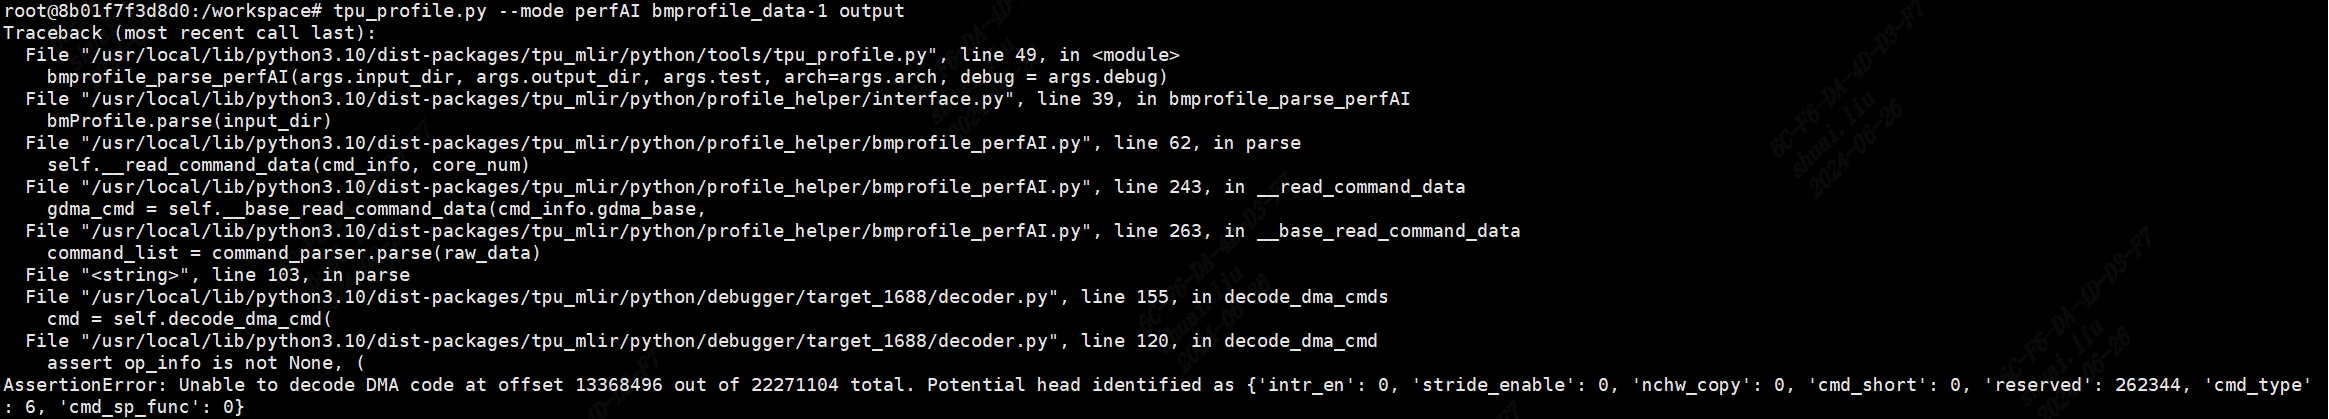 root@8b01f7f3d8d0:/workspace# tpu_profile.py --mode perfAI bmprofile_data-1 output
Traceback (most recent call last):
  File "/usr/local/lib/python3.10/dist-packages/tpu_mlir/python/tools/tpu_profile.py", line 49, in <module>
    bmprofile_parse_perfAI(args.input_dir, args.output_dir, args.test, arch=args.arch, debug = args.debug)
  File "/usr/local/lib/python3.10/dist-packages/tpu_mlir/python/profile_helper/interface.py", line 39, in bmprofile_parse_perfAI
    bmProfile.parse(input_dir)
  File "/usr/local/lib/python3.10/dist-packages/tpu_mlir/python/profile_helper/bmprofile_perfAI.py", line 62, in parse
    self.__read_command_data(cmd_info, core_num)
  File "/usr/local/lib/python3.10/dist-packages/tpu_mlir/python/profile_helper/bmprofile_perfAI.py", line 243, in __read_command_data
    gdma_cmd = self.__base_read_command_data(cmd_info.gdma_base,
  File "/usr/local/lib/python3.10/dist-packages/tpu_mlir/python/profile_helper/bmprofile_perfAI.py", line 263, in __base_read_command_data
    command_list = command_parser.parse(raw_data)
  File "<string>", line 103, in parse
  File "/usr/local/lib/python3.10/dist-packages/tpu_mlir/python/debugger/target_1688/decoder.py", line 155, in decode_dma_cmds
    cmd = self.decode_dma_cmd(
  File "/usr/local/lib/python3.10/dist-packages/tpu_mlir/python/debugger/target_1688/decoder.py", line 120, in decode_dma_cmd
    assert op_info is not None, (
AssertionError: Unable to decode DMA code at offset 13368496 out of 22271104 total. Potential head identified as {'intr_en': 0, 'stride_enable': 0, 'nchw_copy': 0, 'cmd_short': 0, 'reserved': 262344, 'cmd_type'
: 6, 'cmd_sp_func': 0}
6C-F6-DA-4D-D3-F7
shuai.liu
2024-06-26